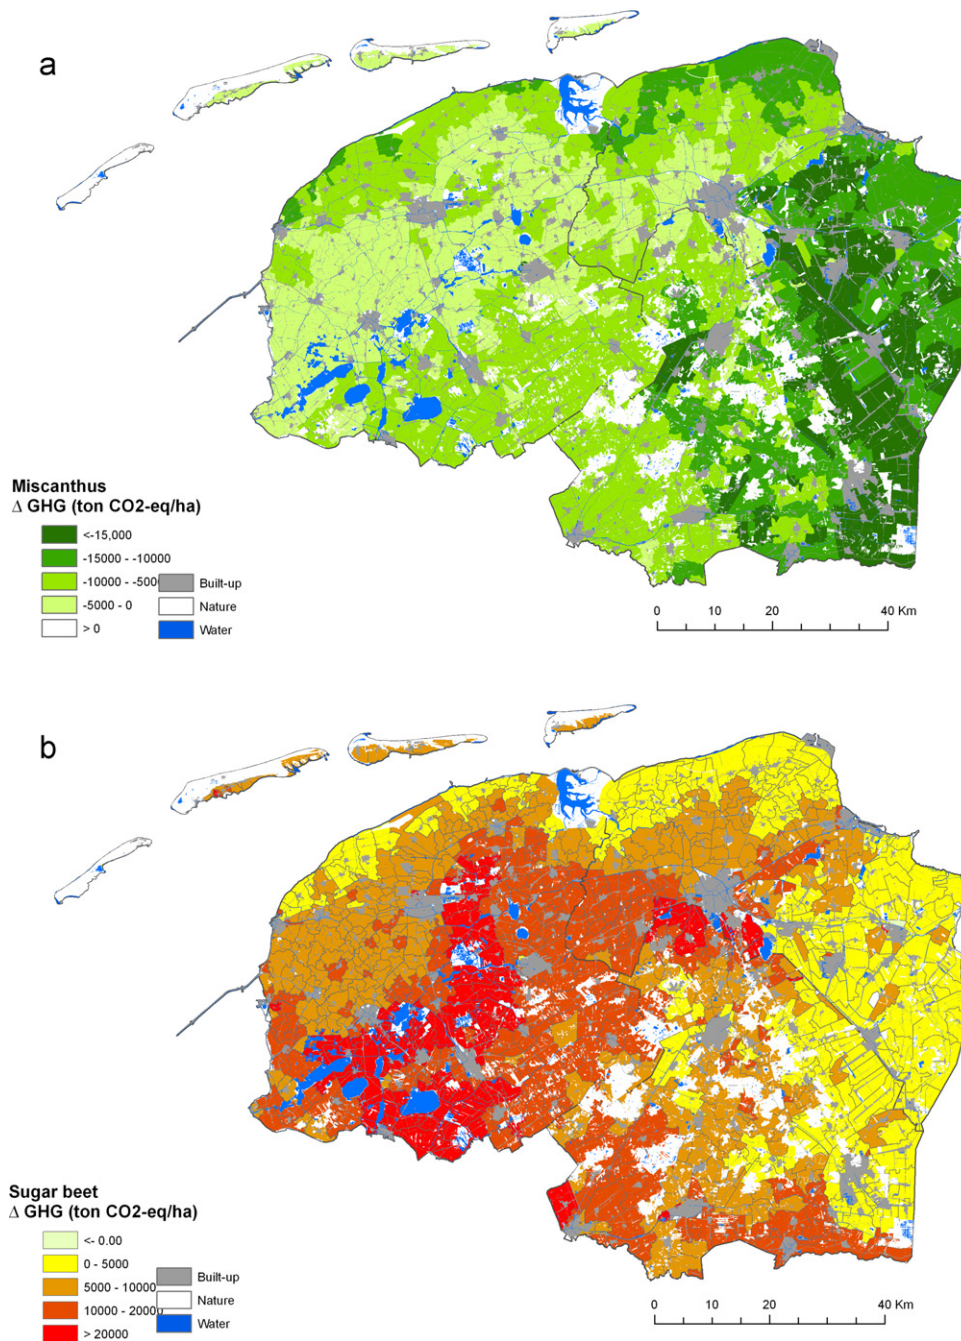 a
Miscanthus
Δ GHG (ton CO2-eq/ha)
<-15,000
-15000 - -10000
-10000 - -5000
-5000 - 0
> 0
Built-up
Nature
Water
0 10 20 40 Km
b
Sugar beet
Δ GHG (ton CO2-eq/ha)
<- 0.00
0 - 5000
5000 - 10000
10000 - 20000
> 20000
Built-up
Nature
Water
0 10 20 40 Km